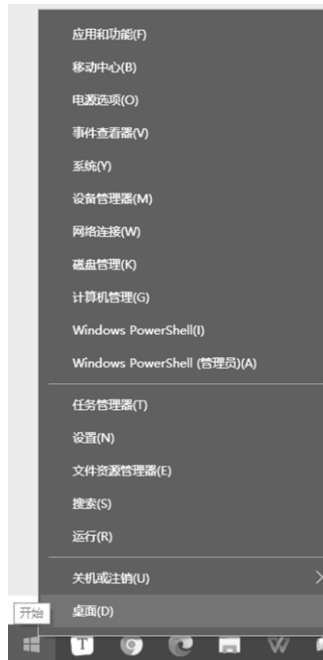 应用和功能(F)
移动中心(B)
电源选项(O)
事件查看器(V)
系统(Y)
设备管理器(M)
网络连接(W)
磁盘管理(K)
计算机管理(G)
Windows PowerShell(I)
Windows PowerShell (管理员)(A)
任务管理器(T)
设置(N)
文件资源管理器(E)
搜索(S)
运行(R)
关机或注销(U)
开始
桌面(D)
T
W